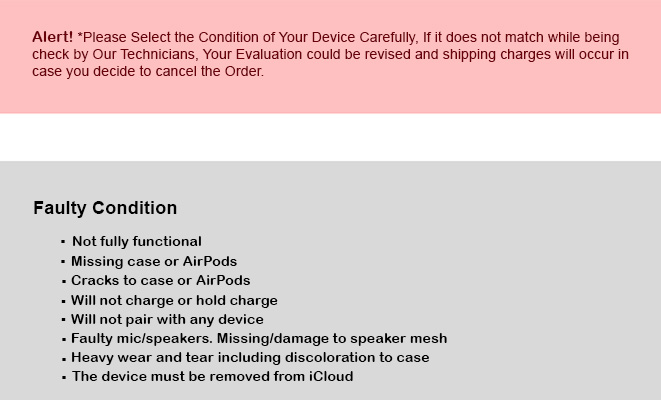 Alert! *Please Select the Condition of Your Device Carefully, If it does not match while being
check by Our Technicians, Your Evaluation could be revised and shipping charges will occur in
case you decide to cancel the Order.
Faulty Condition
▪ Not fully functional
▪ Missing case or AirPods
▪ Cracks to case or AirPods
▪ Will not charge or hold charge
▪ Will not pair with any device
▪ Faulty mic/speakers. Missing/damage to speaker mesh
▪ Heavy wear and tear including discoloration to case
▪ The device must be removed from iCloud